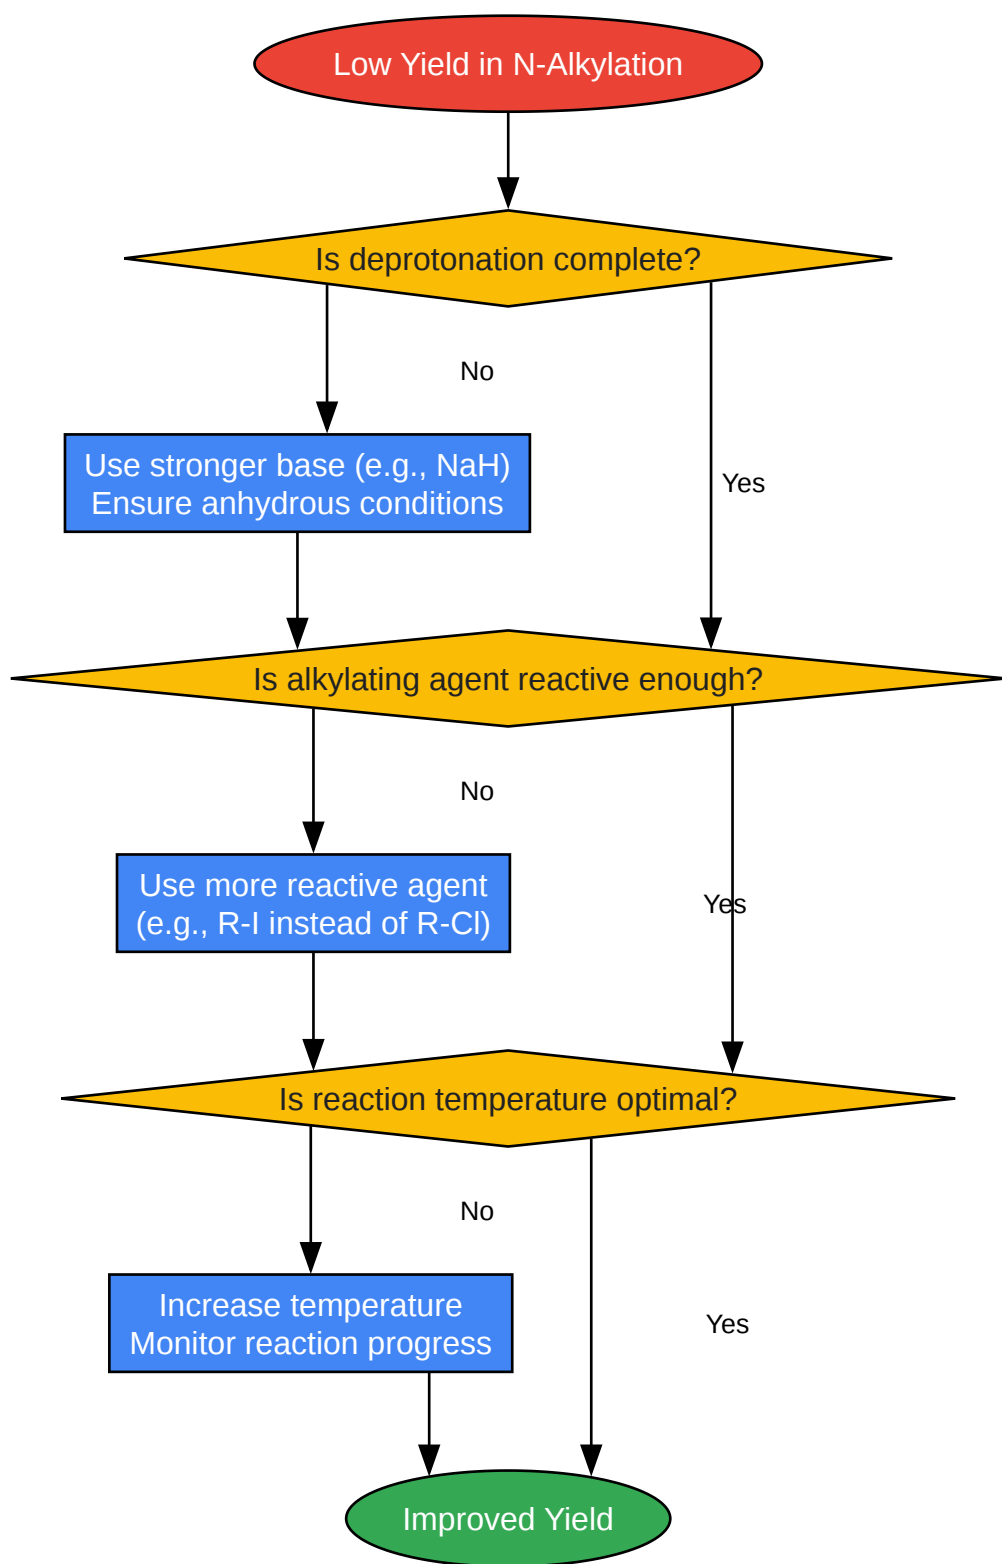 Low Yield in N-Alkylation
Is deprotonation complete?
No
Use stronger base (e.g., NaH)
Ensure anhydrous conditions
Yes
Is alkylating agent reactive enough?
No
Use more reactive agent
(e.g., R-I instead of R-Cl)
Yes
Is reaction temperature optimal?
No
Increase temperature
Monitor reaction progress
Yes
Improved Yield